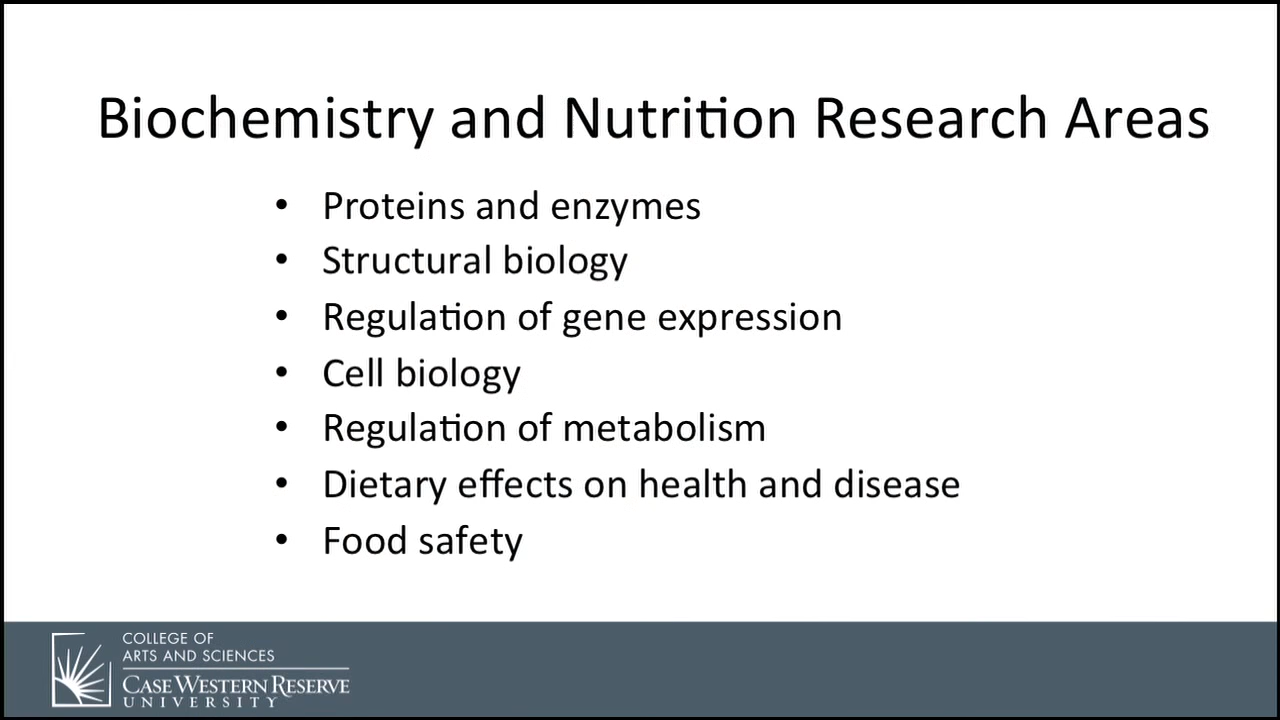 Biochemistry and Nutrition Research Areas
• Proteins and enzymes
• Structural biology
• Regulation of gene expression
• Cell biology
• Regulation of metabolism
• Dietary effects on health and disease
• Food safety
COLLEGE OF
ARTS AND SCIENCES
CASE WESTERN RESERVE
UNIVERSITY